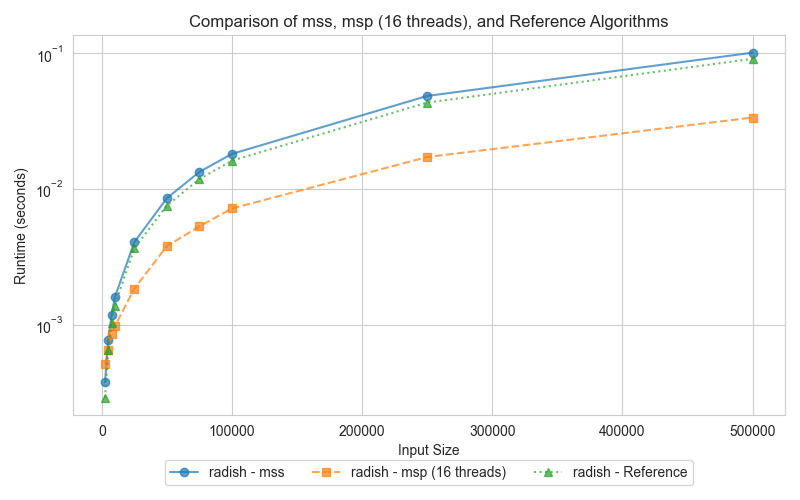 Comparison of mss, msp (16 threads), and Reference Algorithms
Runtime (seconds)
10⁻¹
10⁻²
10⁻³
0 100000 200000 300000 400000 500000
Input Size
radish - mss radish - msp (16 threads) radish - Reference